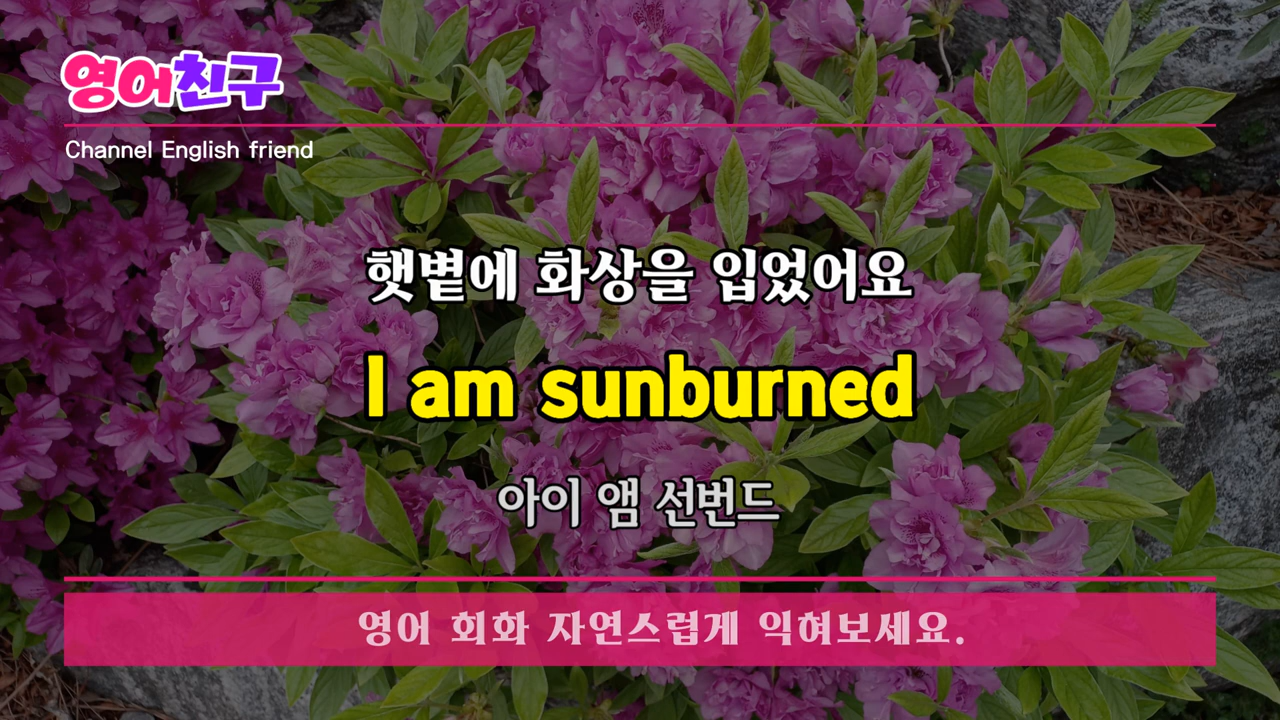 영어친구
Channel English friend
햇볕에 화상을 입었어요
I am sunburned
아이 앰 선번드
영어 회화 자연스럽게 익혀보세요.